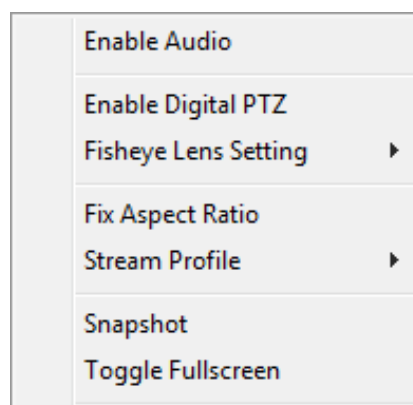 Enable Audio
Enable Digital PTZ
Fisheye Lens Setting
Fix Aspect Ratio
Stream Profile
Snapshot
Toggle Fullscreen